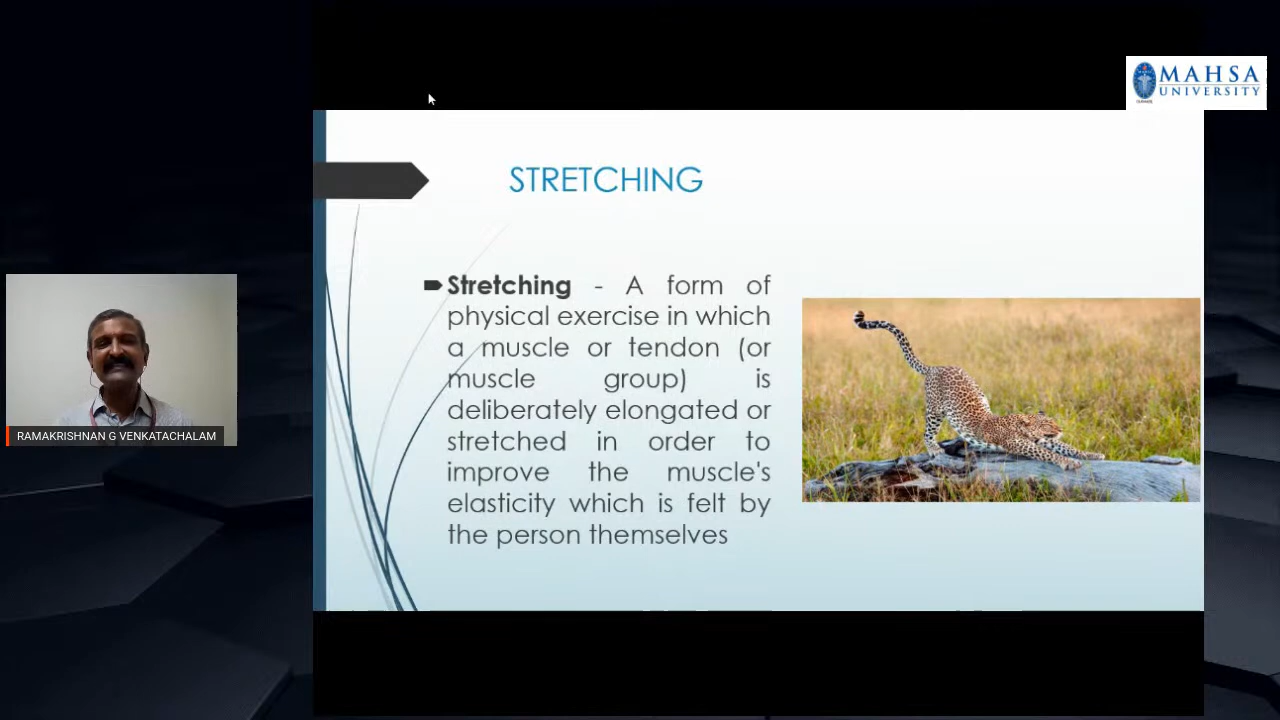 MAHSA
UNIVERSITY
STRETCHING
Stretching - A form of
physical exercise in which
a muscle or tendon (or
muscle group) is
deliberately elongated or
stretched in order to
improve the muscle's
elasticity which is felt by
the person themselves
RAMAKRISHNAN G VENKATACHALAM